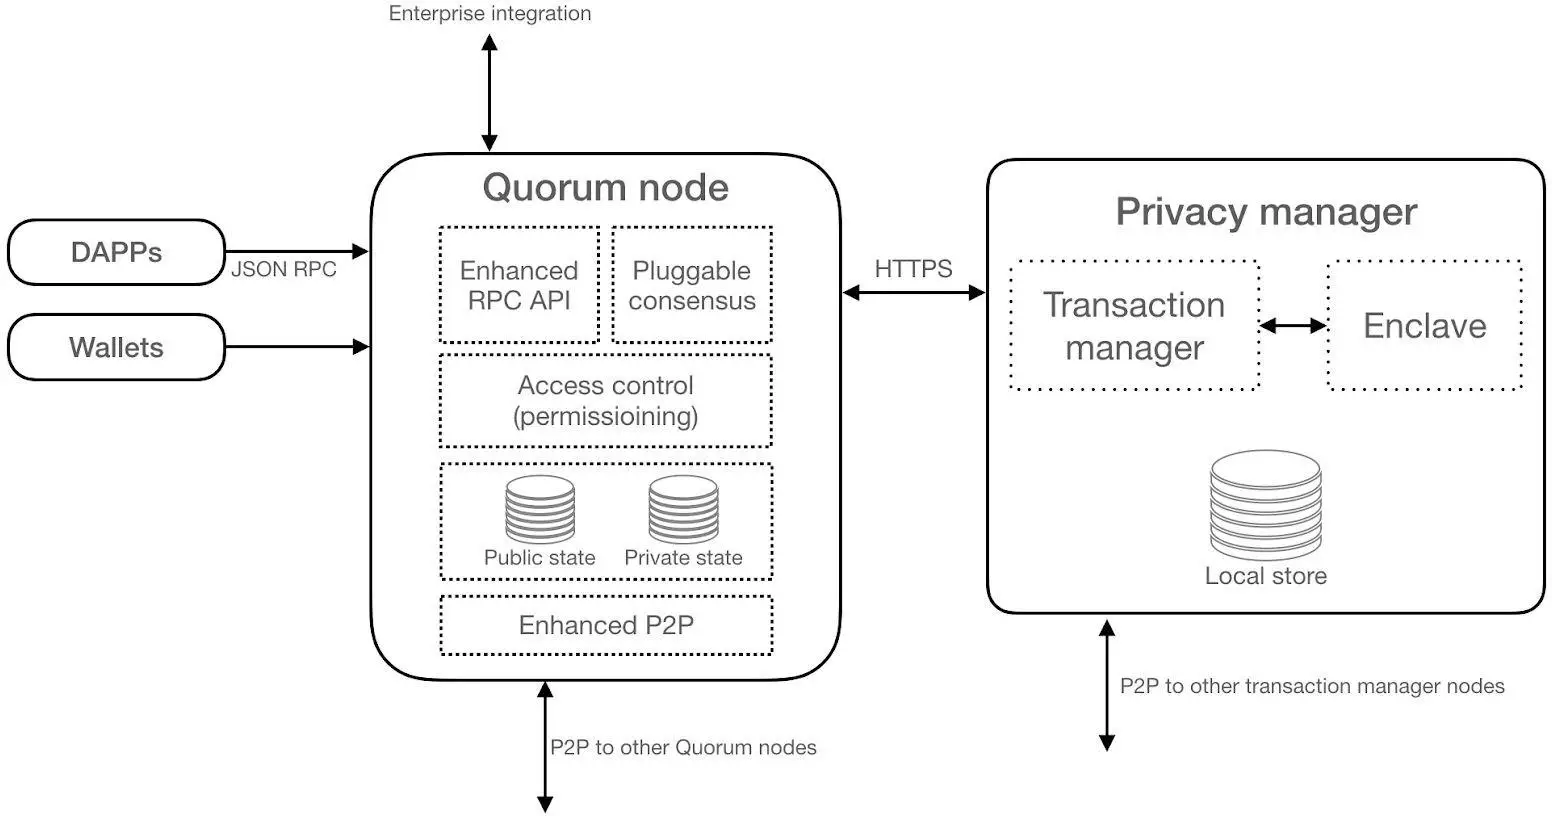 Enterprise integration
Quorum node
Privacy manager
DAPPs
JSON RPC
Wallets
Enhanced
RPC API
Pluggable
consensus
HTTPS
Transaction
manager
Enclave
Access control
(permissioining)
Public state
Private state
Local store
Enhanced P2P
P2P to other transaction manager nodes
P2P to other Quorum nodes